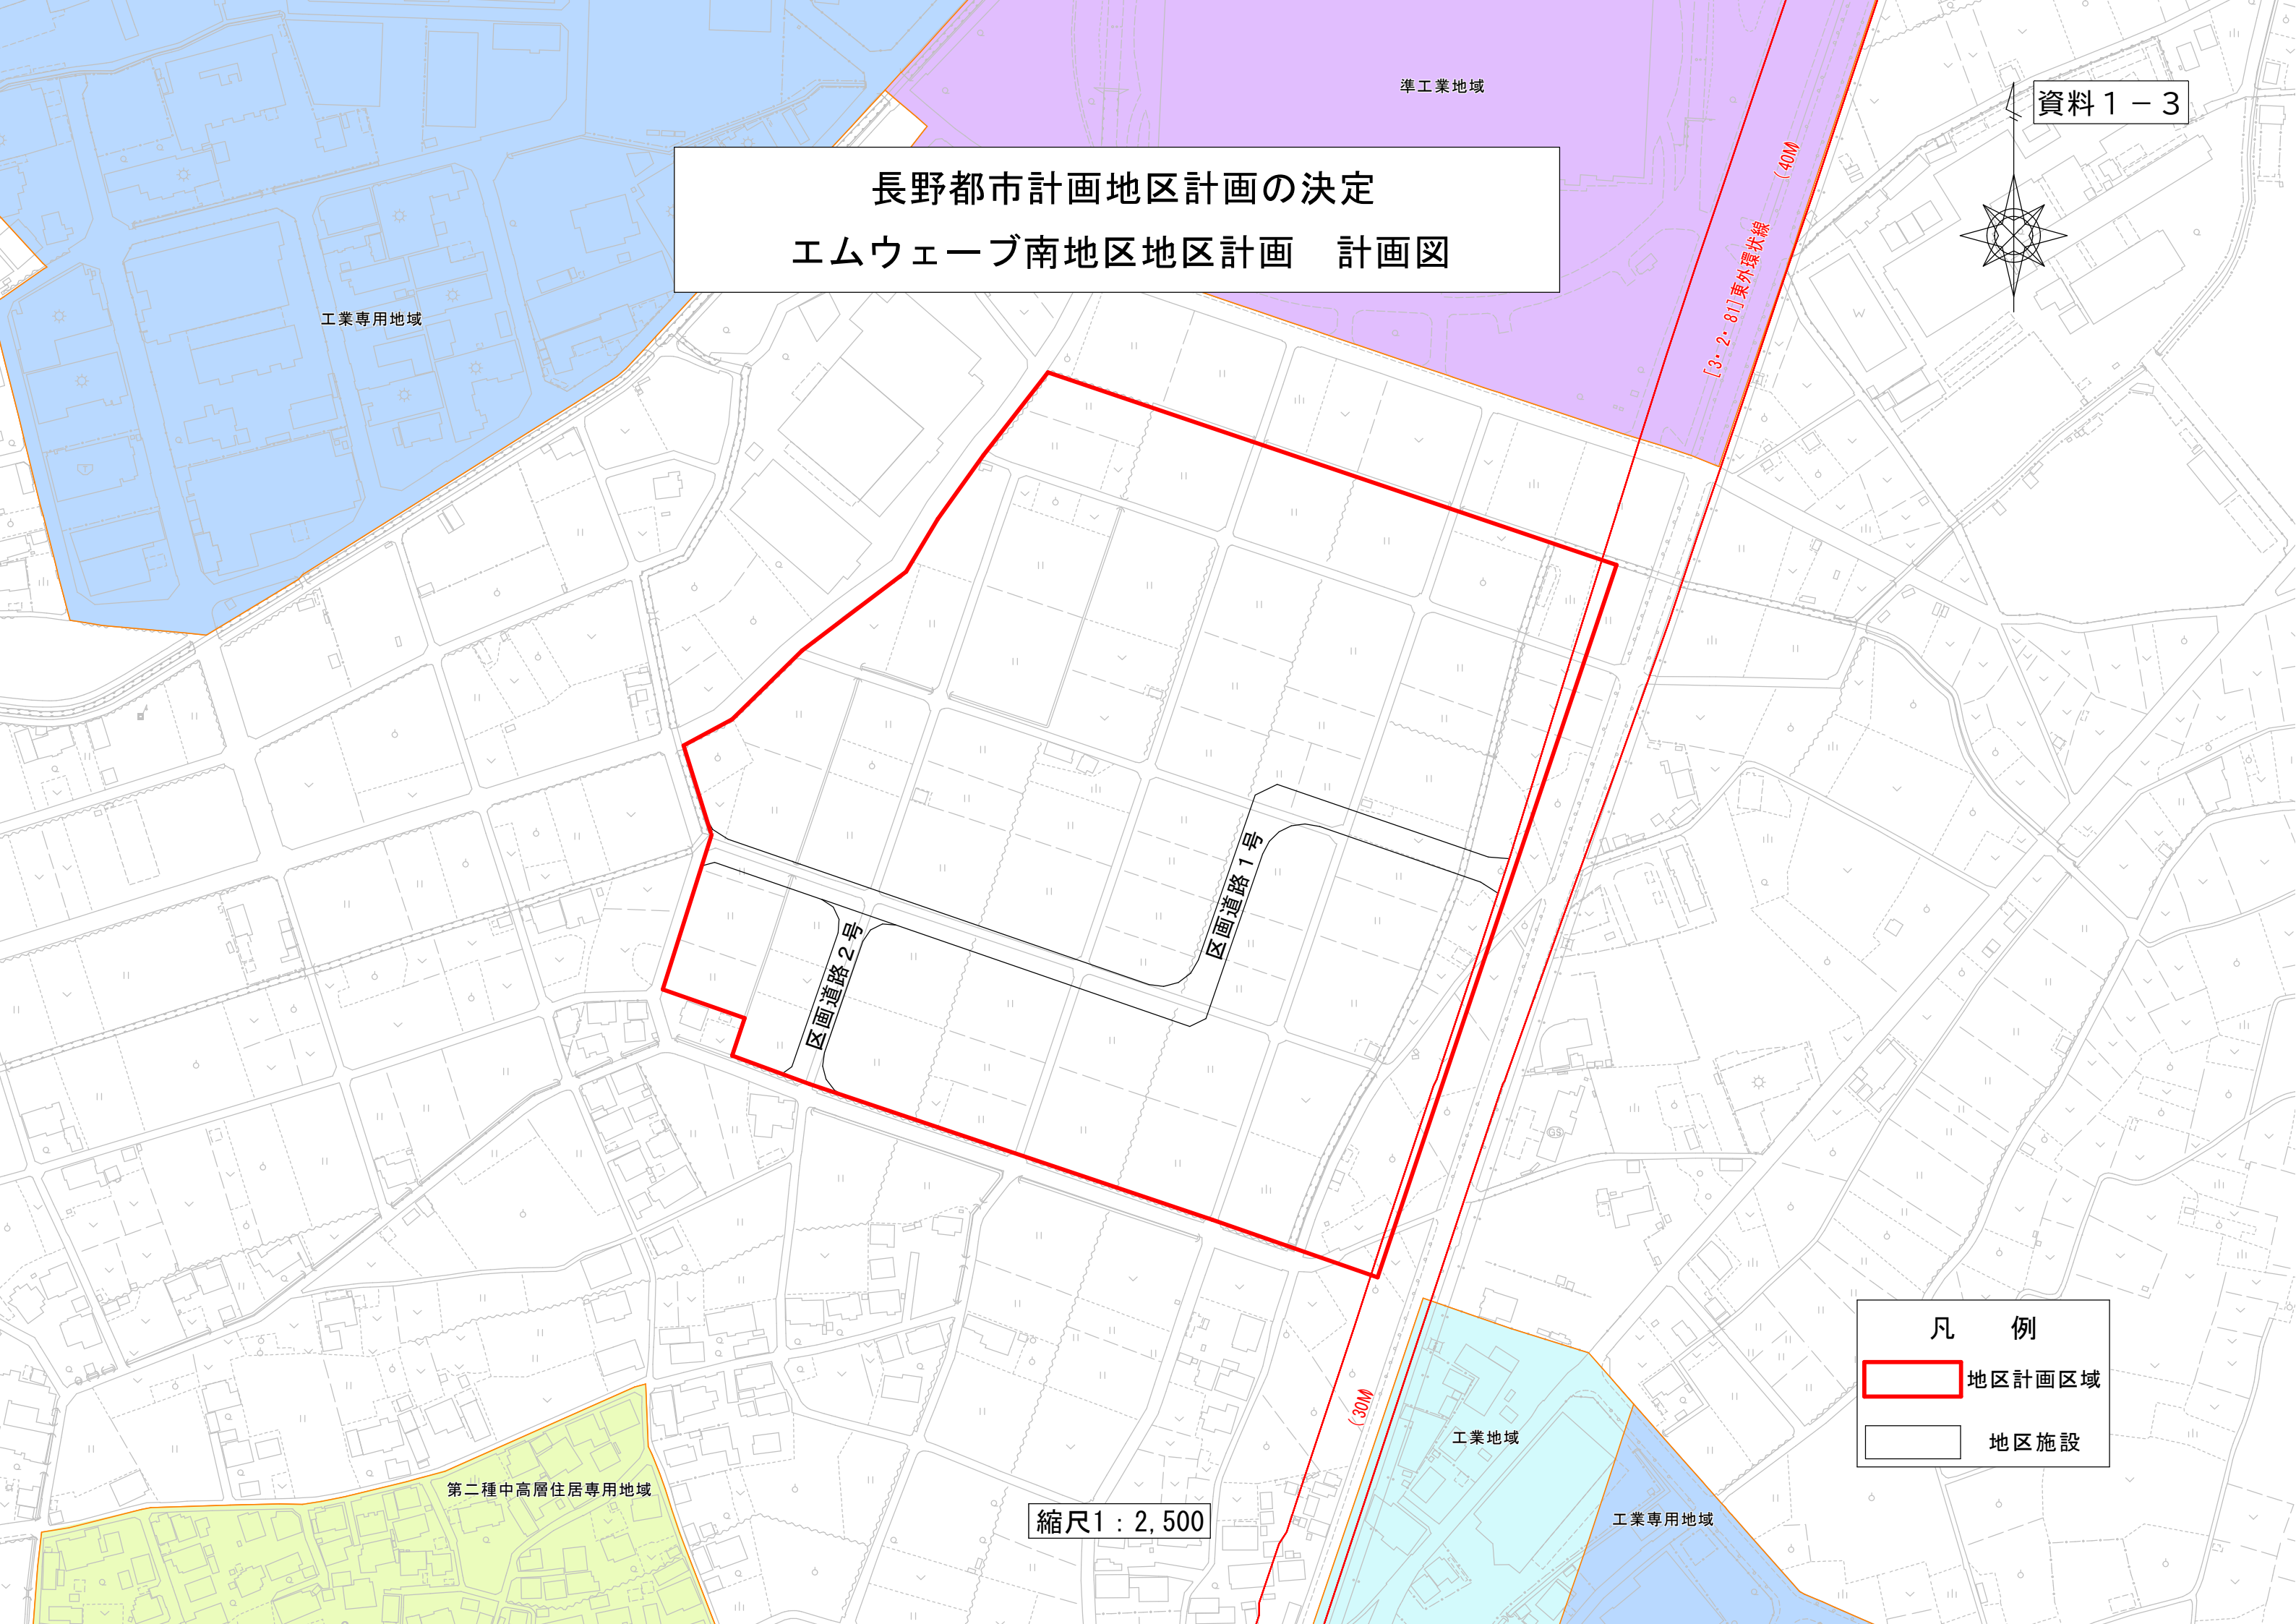 準工業地域
資料1-3
長野都市計画地区計画の決定
エムウェーブ南地区地区計画 計画図
(40M)
[3・2・81]東外環状線
工業専用地域
区画道路1号
区画道路2号
凡 例
地区計画区域
地区施設
(30M)
工業地域
第二種中高層住居専用地域
縮尺1:2,500
工業専用地域
W
GS